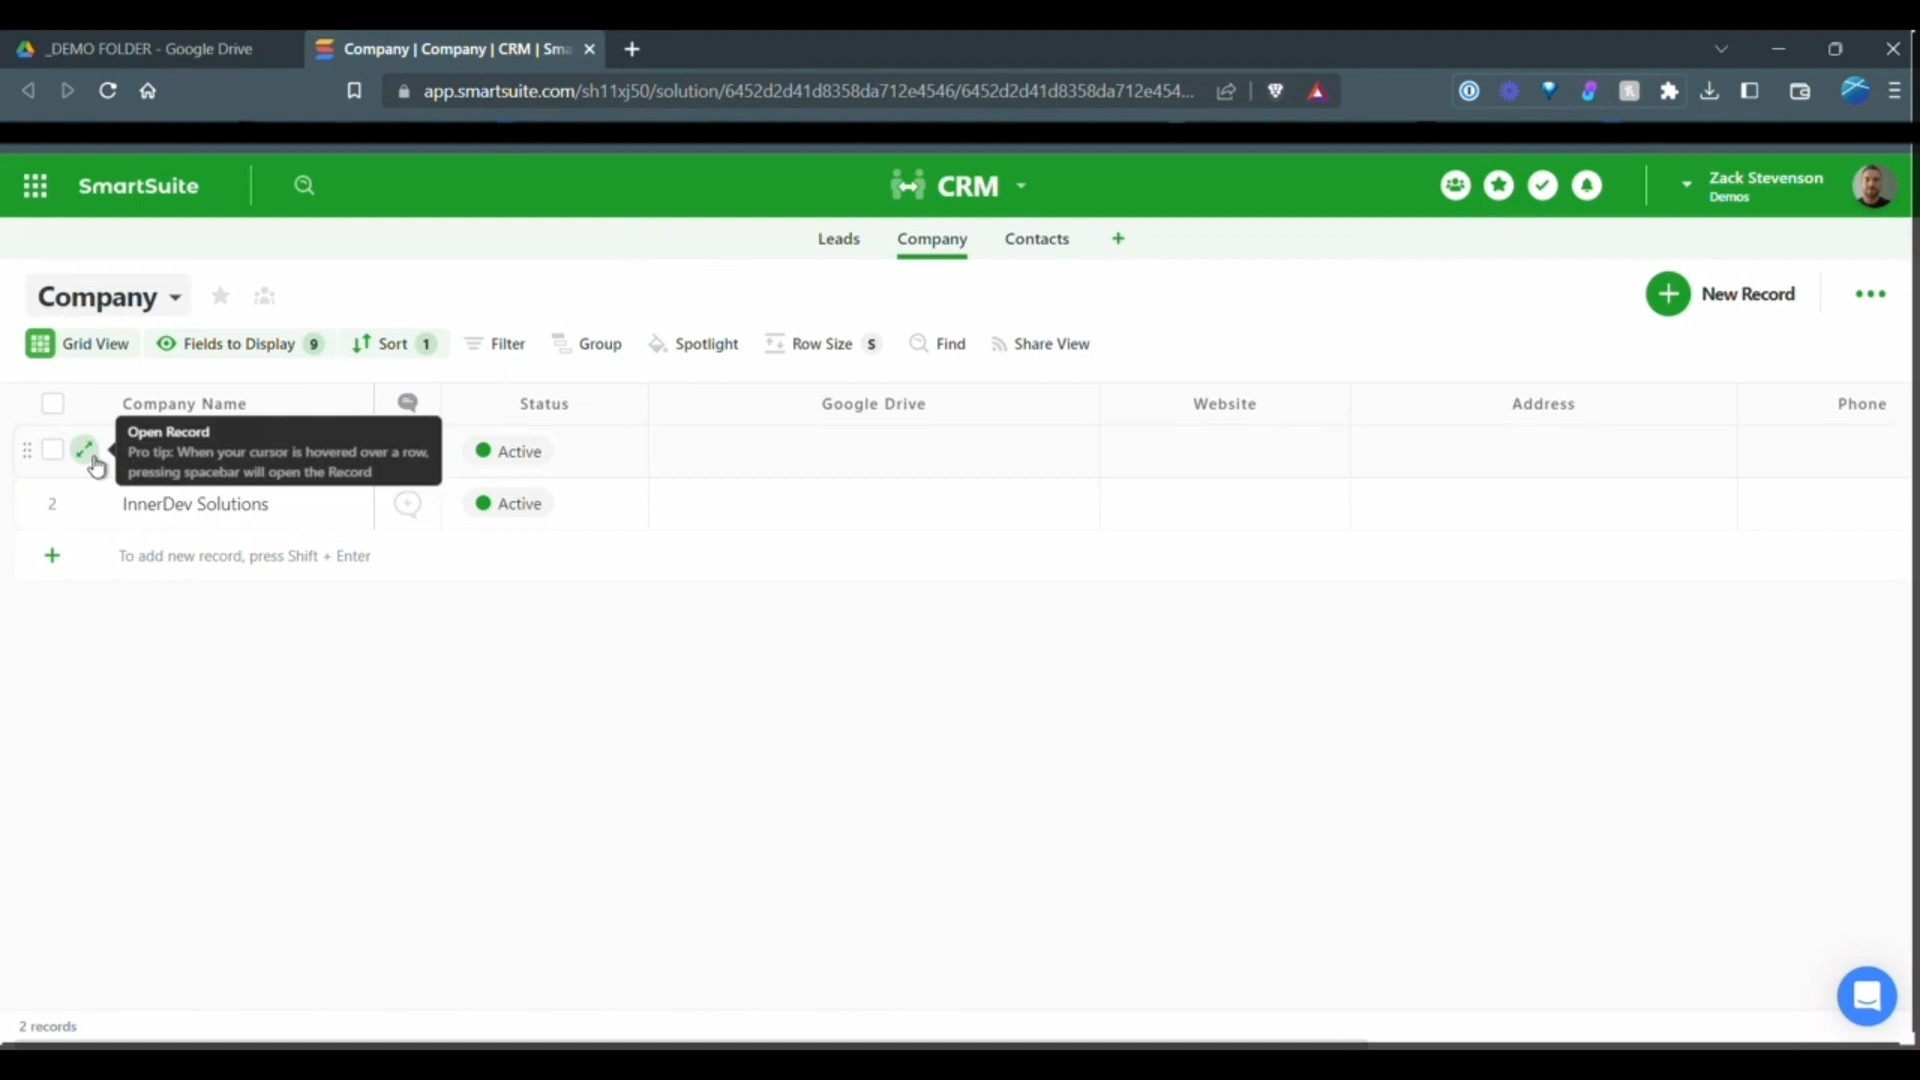 _DEMO FOLDER - Google Drive
Company | Company | CRM | Sma
app.smartsuite.com/sh11xj50/solution/6452d2d41d8358da712e4546/6452d2d41d8358da712e454...
SmartSuite
CRM
Zack Stevenson
Demos
Leads
Company
Contacts
Company
New Record
Grid View
Fields to Display 9
Sort 1
Filter
Group
Spotlight
Row Size S
Find
Share View
Company Name
Status
Google Drive
Website
Address
Phone
Open Record
Pro tip: When your cursor is hovered over a row,
pressing spacebar will open the Record
Active
2
InnerDev Solutions
Active
To add new record, press Shift + Enter
2 records